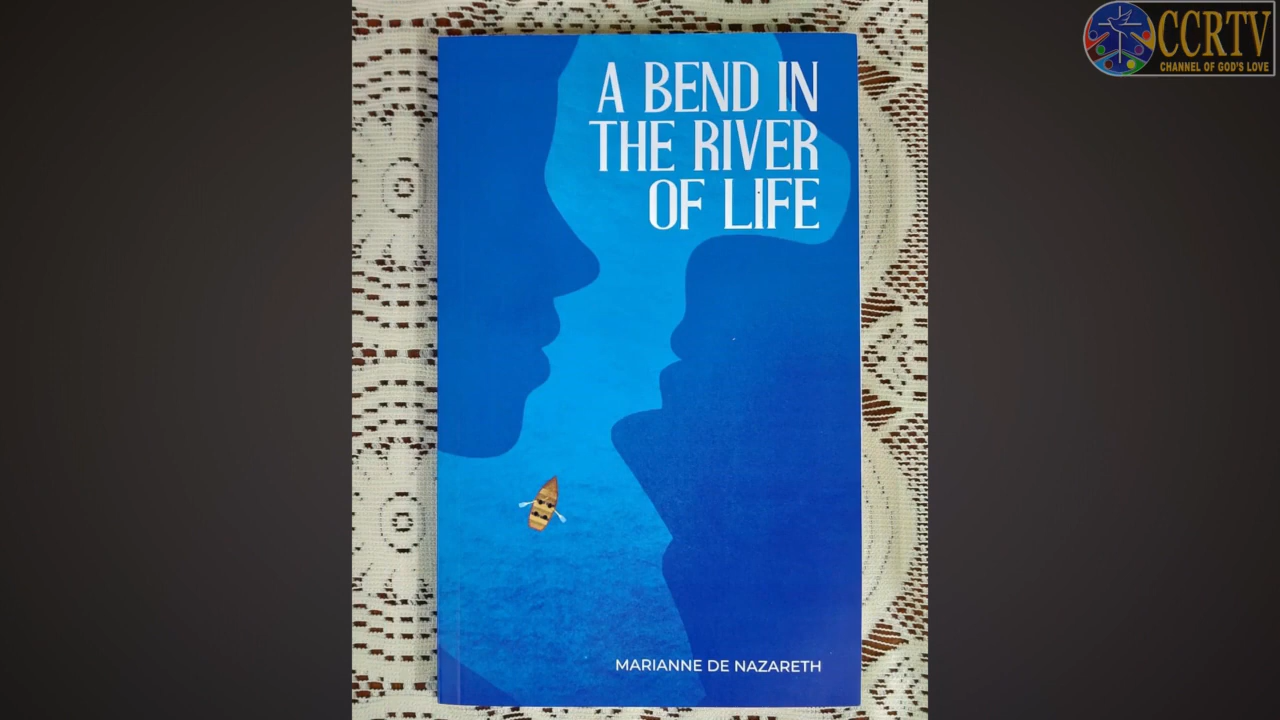 A BEND IN
THE RIVER
OF LIFE
MARIANNE DE NAZARETH
CCRTV
CHANNEL OF GOD'S LOVE